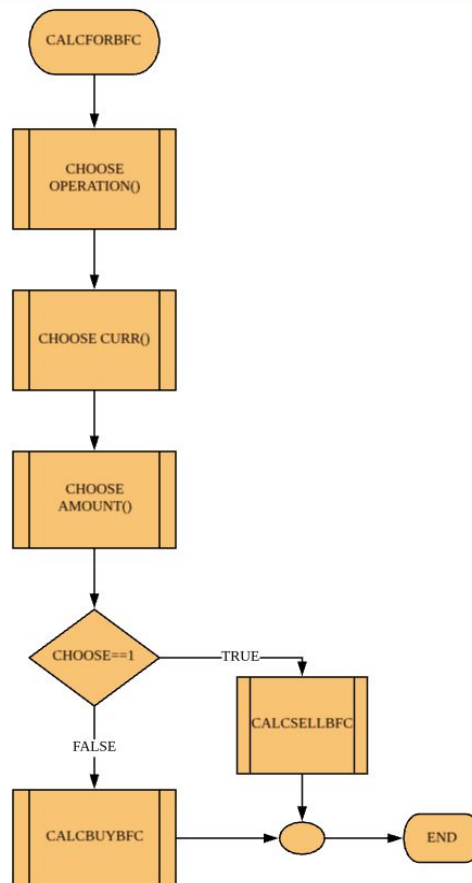 CALCFORBFC
CHOOSE
OPERATION()
CHOOSE CURR()
CHOOSE
AMOUNT()
CHOOSE==1
TRUE
CALCSELLBFC
FALSE
CALCBUYBFC
END